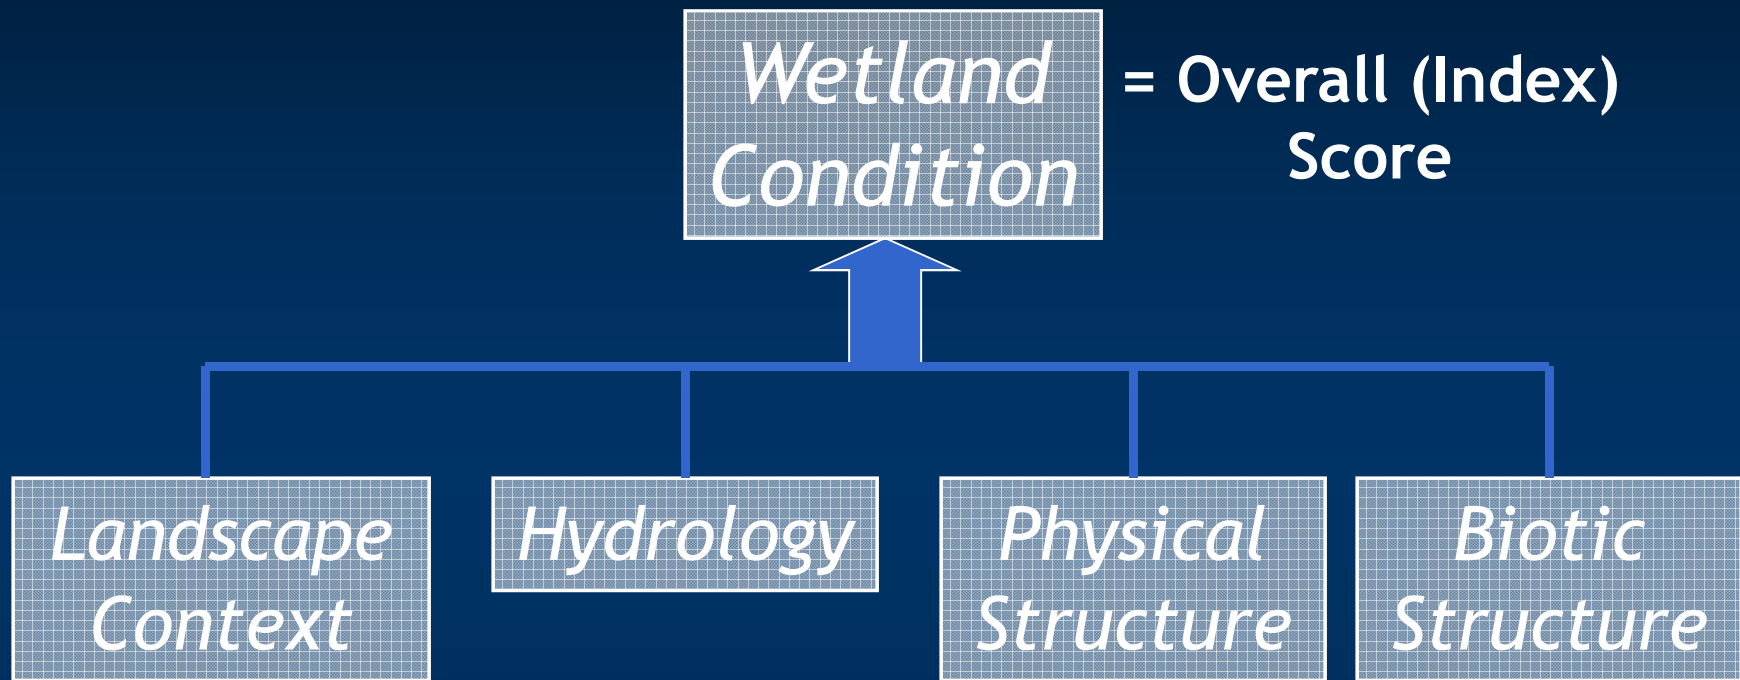 Wetland
Condition
= Overall (Index)
Score
Landscape
Context
Hydrology
Physical
Structure
Biotic
Structure